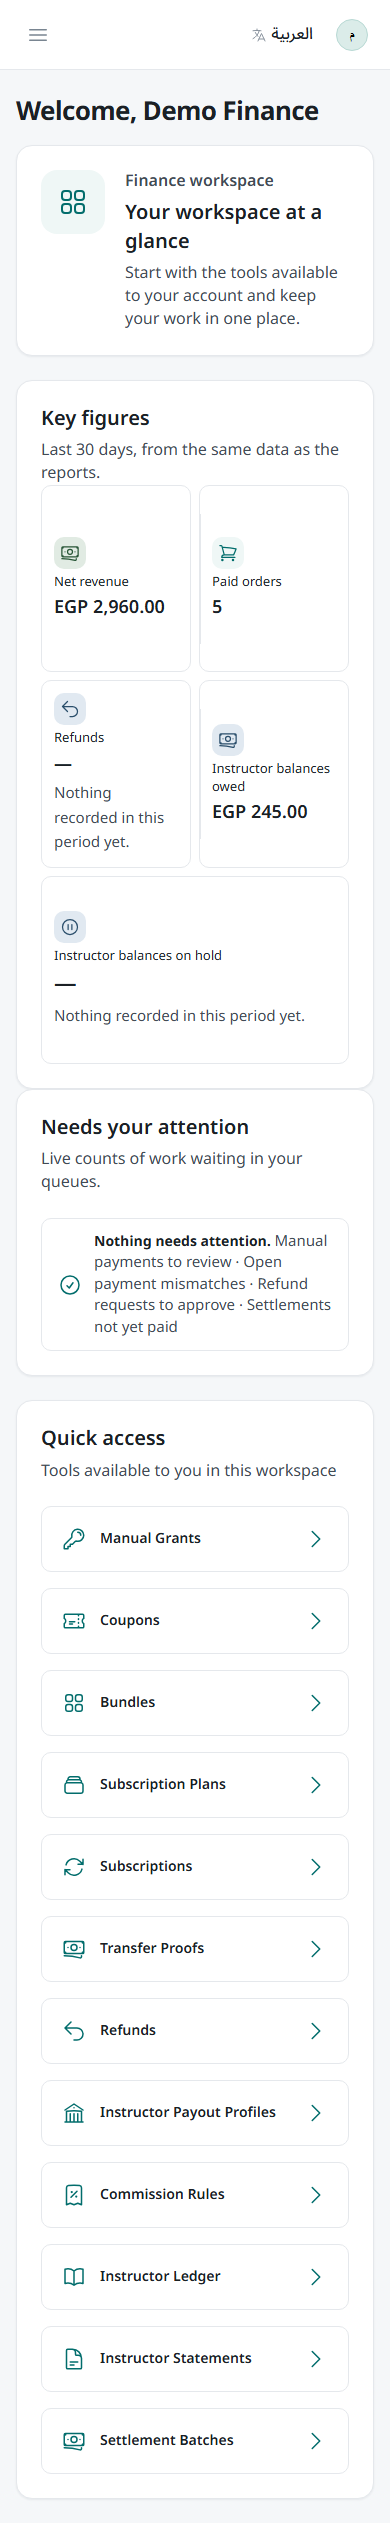 العربية
م
Welcome, Demo Finance
Finance workspace
Your workspace at a
glance
Start with the tools available
to your account and keep
your work in one place.
Key figures
Last 30 days, from the same data as the
reports.
Net revenue
EGP 2,960.00
Paid orders
5
Refunds
—
Nothing
recorded in this
period yet.
Instructor balances
owed
EGP 245.00
Instructor balances on hold
—
Nothing recorded in this period yet.
Needs your attention
Live counts of work waiting in your
queues.
Nothing needs attention. Manual
payments to review · Open
payment mismatches · Refund
requests to approve · Settlements
not yet paid
Quick access
Tools available to you in this workspace
Manual Grants
Coupons
Bundles
Subscription Plans
Subscriptions
Transfer Proofs
Refunds
Instructor Payout Profiles
Commission Rules
Instructor Ledger
Instructor Statements
Settlement Batches